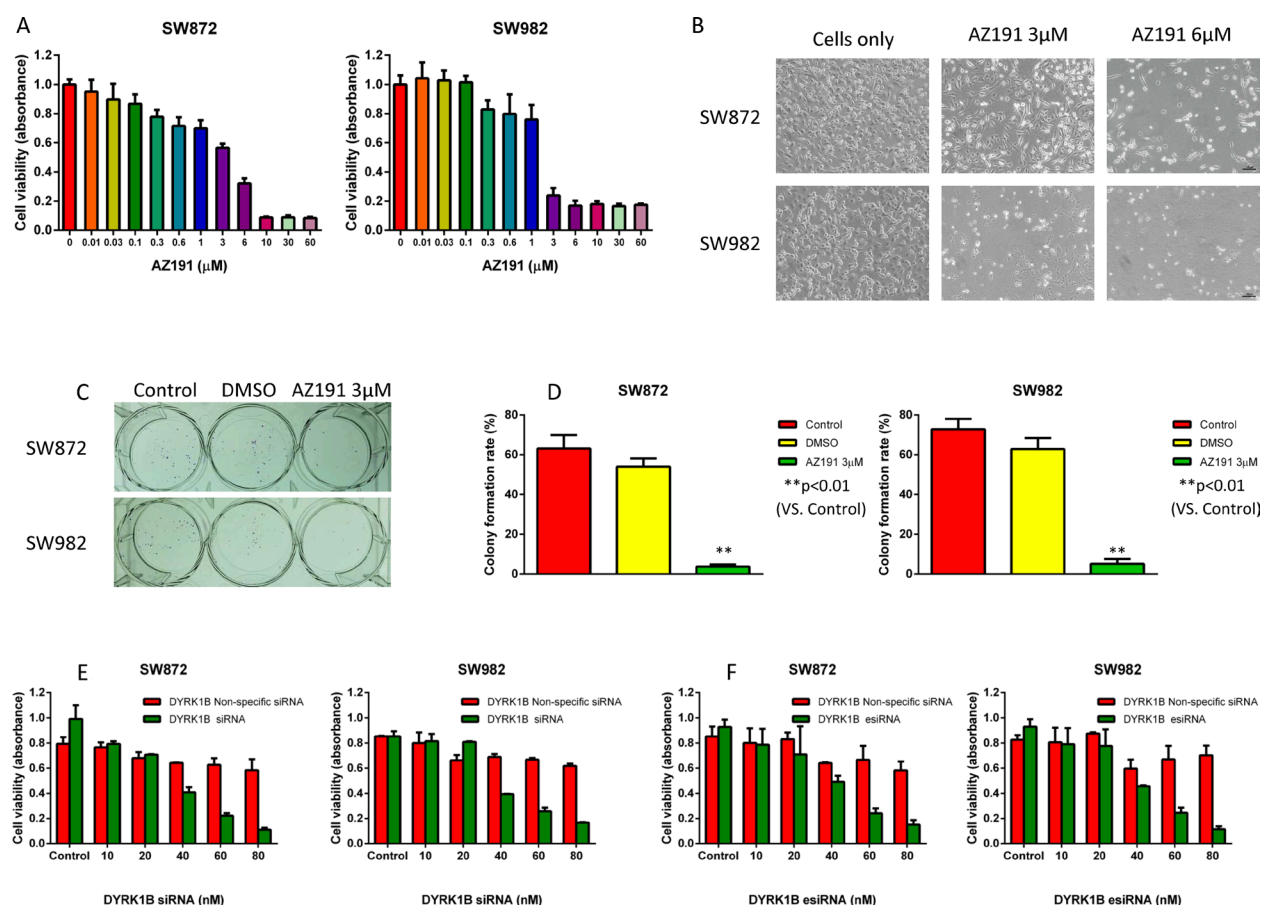 A
SW872
Cell viability (absorbance)
1.2
1.0
0.8
0.6
0.4
0.2
0.0
0 0.01 0.03 0.1 0.3 0.6 1 3 6 10 30 60
AZ191 (μM)
SW982
Cell viability (absorbance)
1.2
1.0
0.8
0.6
0.4
0.2
0.0
0 0.01 0.03 0.1 0.3 0.6 1 3 6 10 30 60
AZ191 (μM)
B
Cells only AZ191 3μM AZ191 6μM
SW872
SW982
C
Control DMSO AZ191 3μM
SW872
SW982
D
SW872
Colony formation rate (%)
80
60
40
20
0
**
Control
DMSO
AZ191 3μM
**p<0.01
(VS. Control)
SW982
Colony formation rate (%)
80
60
40
20
0
**
Control
DMSO
AZ191 3μM
**p<0.01
(VS. Control)
E
SW872
Cell viability (absorbance)
1.2
1.0
0.8
0.6
0.4
0.2
0.0
DYRK1B Non-specific siRNA
DYRK1B siRNA
Control 10 20 40 60 80
DYRK1B siRNA (nM)
SW982
Cell viability (absorbance)
1.2
1.0
0.8
0.6
0.4
0.2
0.0
DYRK1B Non-specific siRNA
DYRK1B siRNA
Control 10 20 40 60 80
DYRK1B siRNA (nM)
F
SW872
Cell viability (absorbance)
1.2
1.0
0.8
0.6
0.4
0.2
0.0
DYRK1B Non-specific siRNA
DYRK1B esiRNA
Control 10 20 40 60 80
DYRK1B esiRNA (nM)
SW982
Cell viability (absorbance)
1.2
1.0
0.8
0.6
0.4
0.2
0.0
DYRK1B Non-specific siRNA
DYRK1B esiRNA
Control 10 20 40 60 80
DYRK1B esiRNA (nM)